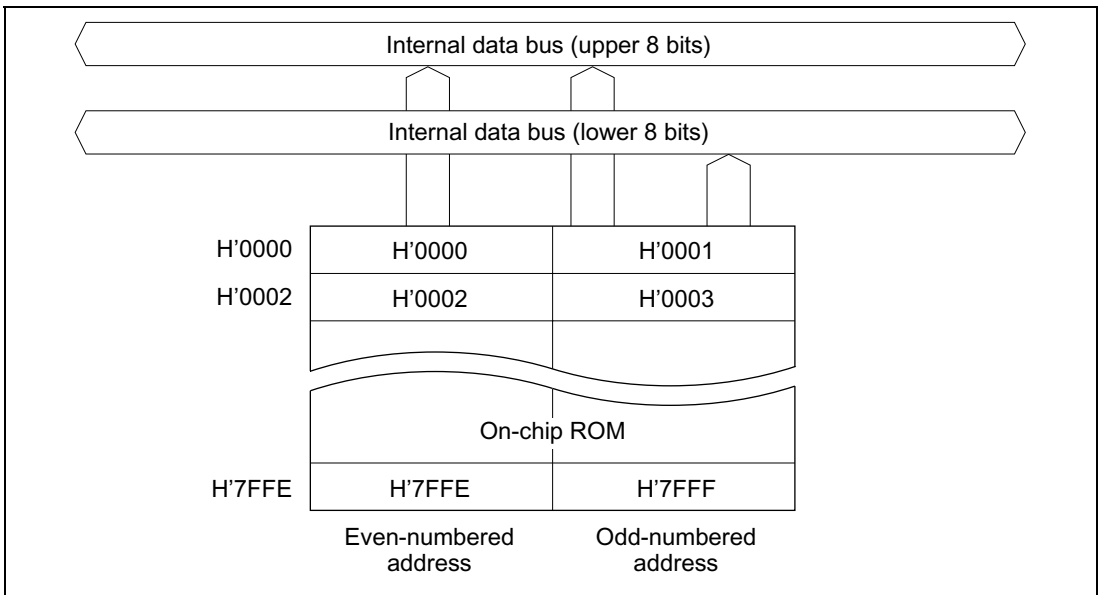 Internal data bus (upper 8 bits)
Internal data bus (lower 8 bits)
H’0000 H’0000 H’0001
H’0002 H’0002 H’0003
On-chip ROM
H’7FFE H’7FFE H’7FFF
Even-numbered Odd-numbered
address address